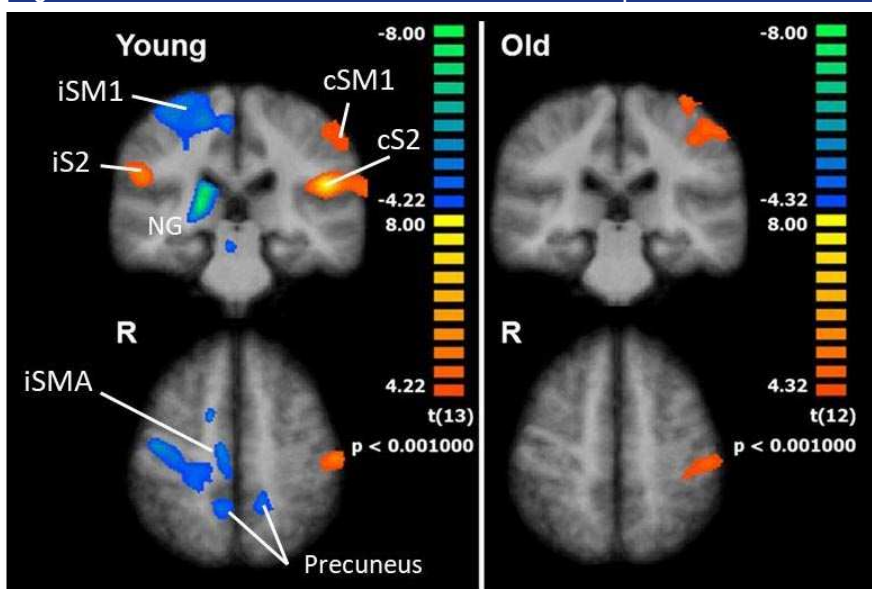 Young
-8.00
iSM1
cSM1
cS2
iS2
NG
-4.22
8.00
R
iSMA
4.22
t(13)
p < 0.001000
Precuneus
Old
-8.00
-4.32
8.00
R
4.32
t(12)
p < 0.001000